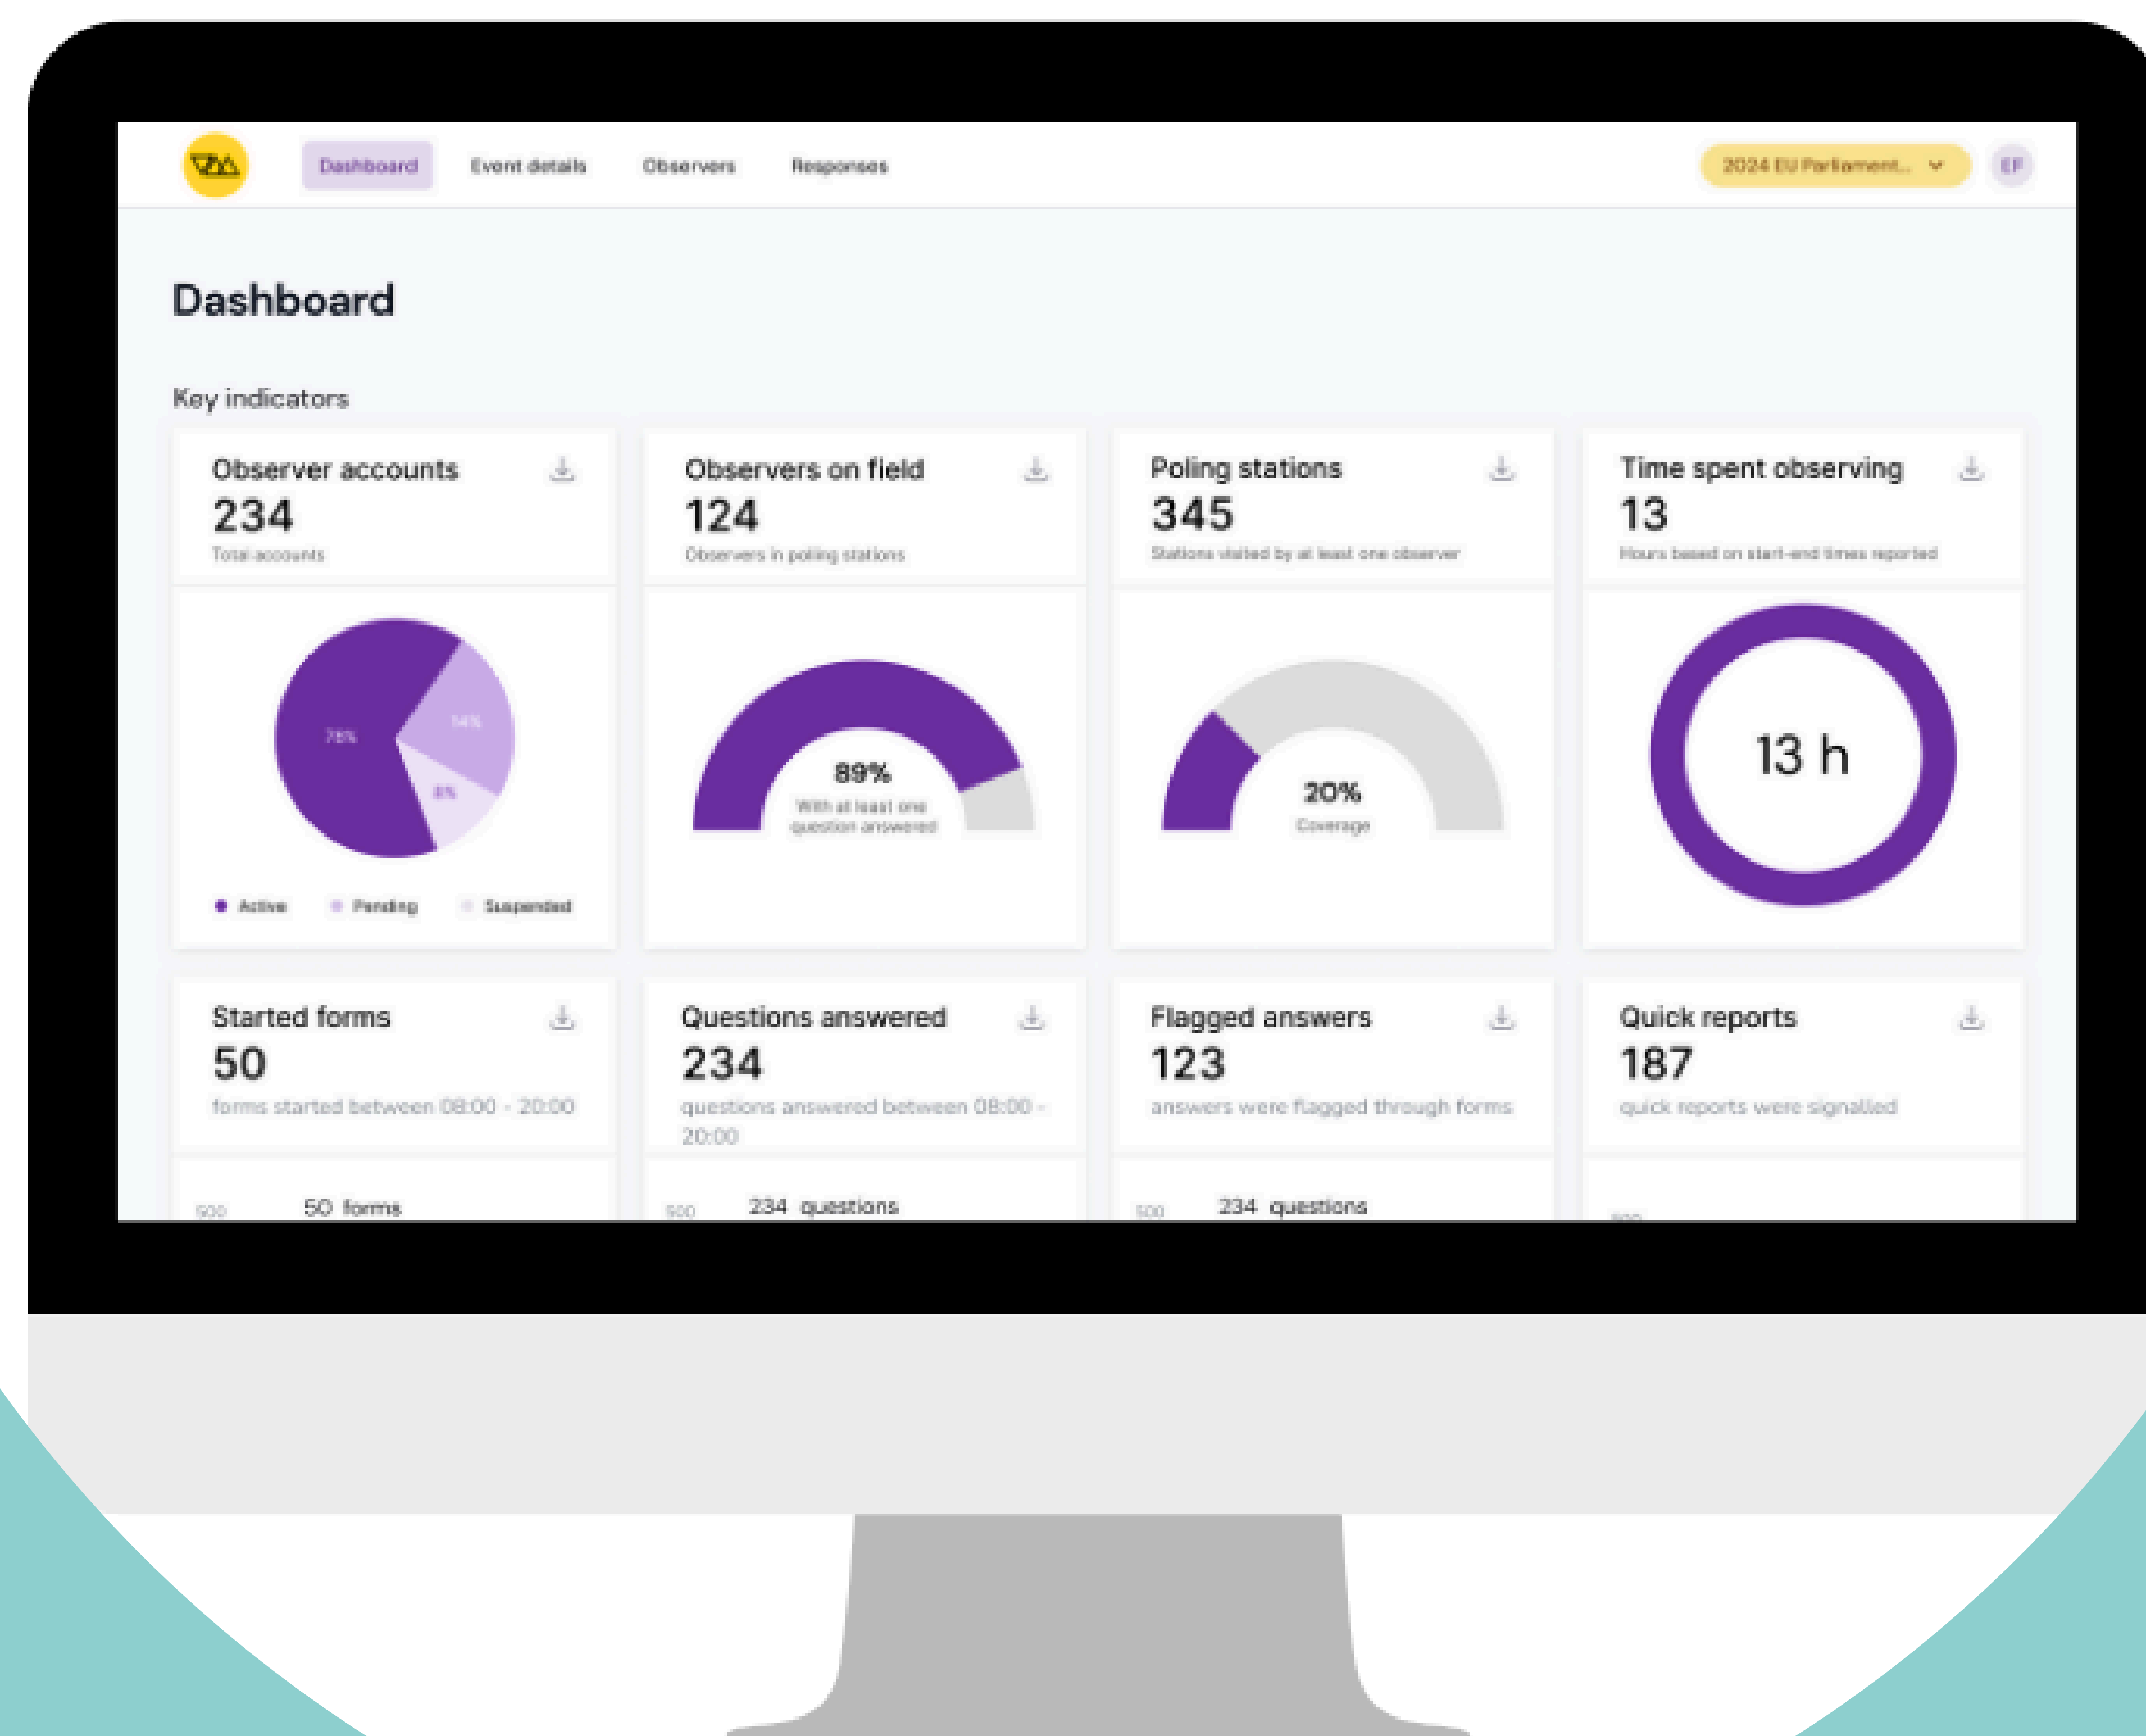 Dashboard Event details Observers Responses 2024 EU Parliament... EF
Dashboard
Key indicators
Observer accounts
234
Total accounts
78%
14%
8%
Active Pending Suspended
Observers on field
124
Observers in polling stations
89%
With at least one
question answered
Poling stations
345
Stations visited by at least one observer
20%
Coverage
Time spent observing
13
Hours based on start-end times reported
13 h
Started forms
50
forms started between 08:00 - 20:00
500 50 forms
Questions answered
234
questions answered between 08:00 -
20:00
500 234 questions
Flagged answers
123
answers were flagged through forms
500 234 questions
Quick reports
187
quick reports were signalled